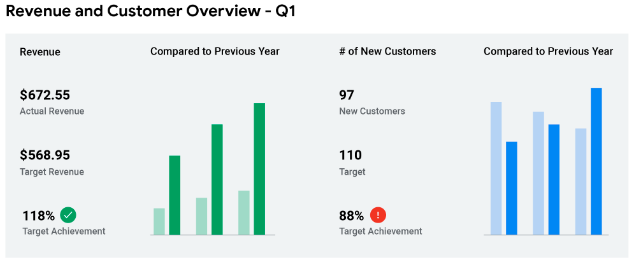 Revenue and Customer Overview - Q1
Revenue
Compared to Previous Year
$672.55
Actual Revenue
$568.95
Target Revenue
118%
Target Achievement
# of New Customers
Compared to Previous Year
97
New Customers
110
Target
88%
!
Target Achievement